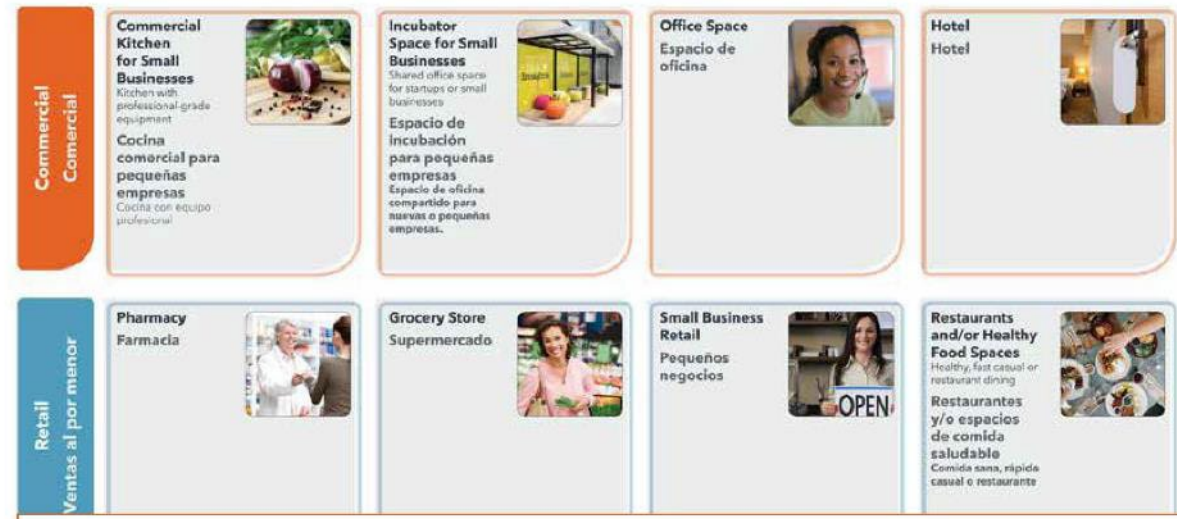 Commercial
Comercial
Commercial
Kitchen
for Small
Businesses
Kitchen with
professional-grade
equipment
Cocina
comercial para
pequeñas
empresas
Cocina con equipo
profesional
Incubator
Space for Small
Businesses
Shared office space
for startups or small
businesses
Espacio de
incubación
para pequeñas
empresas
Espacio de oficina
compartido para
nuevas o pequeñas
empresas.
Office Space
Espacio de
oficina
Hotel
Hotel
Retail
Ventas al por menor
Pharmacy
Farmacia
Grocery Store
Supermercado
Small Business
Retail
Pequeños
negocios
OPEN
Restaurants
and/or Healthy
Food Spaces
Healthy, fast casual or
restaurant dining
Restaurantes
y/o espacios
de comida
saludable
Comida sana, rápida
casual o restaurante